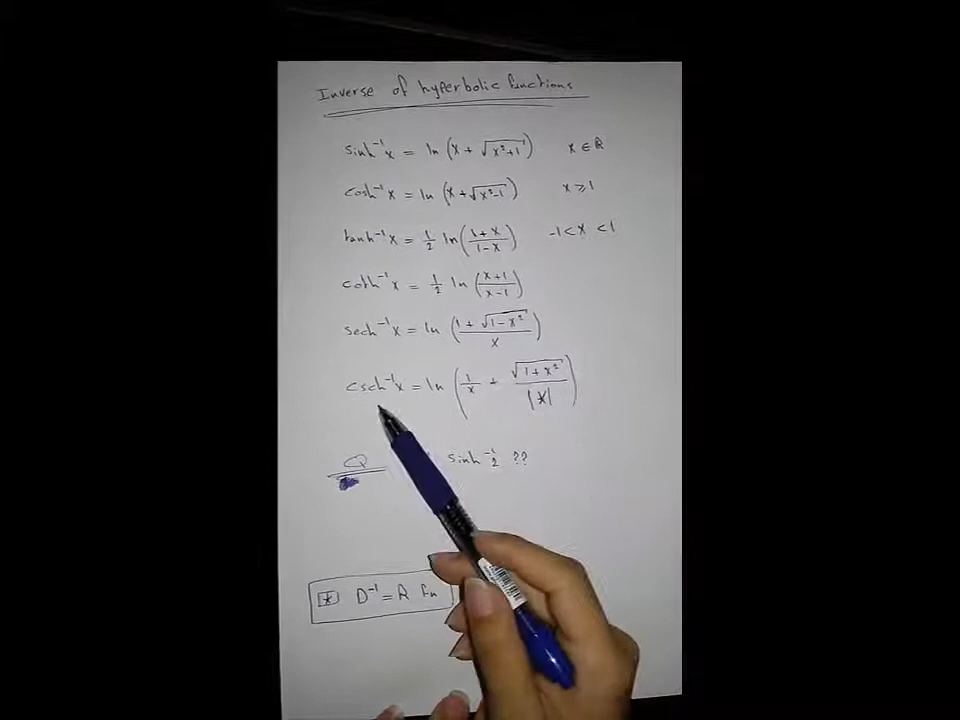 Inverse of hyperbolic functions
sinh⁻¹x = ln (x + √(x²+1)) x ∈ ℝ
cosh⁻¹x = ln (x + √(x²-1)) x ⩾ 1
tanh⁻¹x = 1/2 ln ((1+x)/(1-x)) -1 < x < 1
coth⁻¹x = 1/2 ln ((x+1)/(x-1))
sech⁻¹x = ln ((1 + √(1-x²))/x)
csch⁻¹x = ln (1/x + √(1+x²)/|x|)
Q sinh⁻¹2 ??
* D⁻¹ = R fn